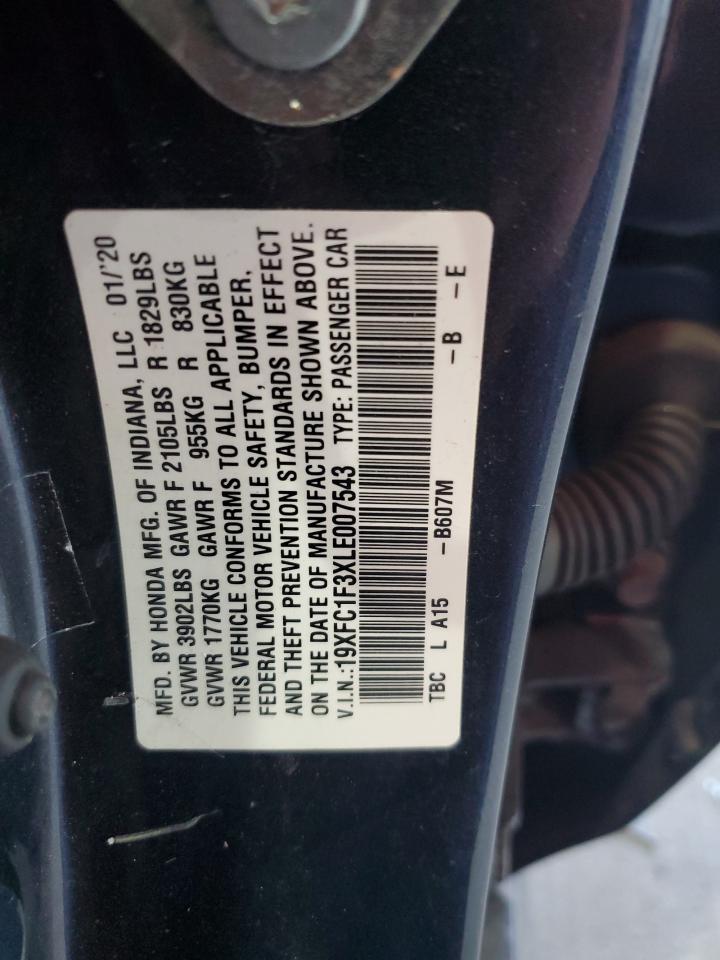 MFD. BY HONDA MFG. OF INDIANA, LLC 01/'20
GVWR 3902LBS GAWR F 2105LBS R 1829LBS
GVWR 1770KG GAWR F 955KG R 830KG
THIS VEHICLE CONFORMS TO ALL APPLICABLE
FEDERAL MOTOR VEHICLE SAFETY, BUMPER,
AND THEFT PREVENTION STANDARDS IN EFFECT
ON THE DATE OF MANUFACTURE SHOWN ABOVE.
V.I.N.:19XFC1F3XLE007543 TYPE: PASSENGER CAR
TBC L A15 -B607M -B -E